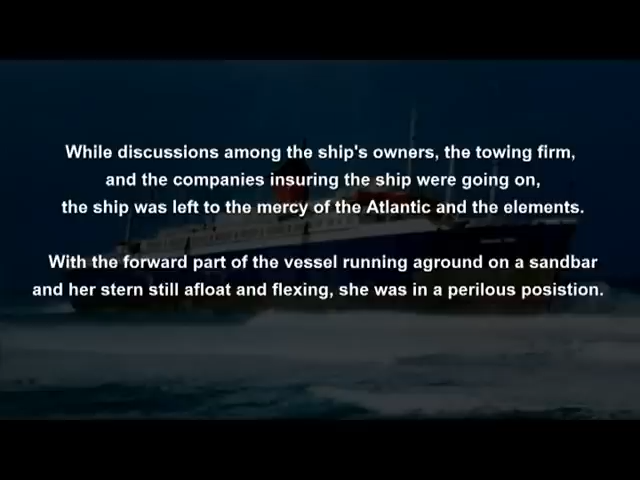 While discussions among the ship's owners, the towing firm,
and the companies insuring the ship were going on,
the ship was left to the mercy of the Atlantic and the elements.
With the forward part of the vessel running aground on a sandbar
and her stern still afloat and flexing, she was in a perilous posistion.